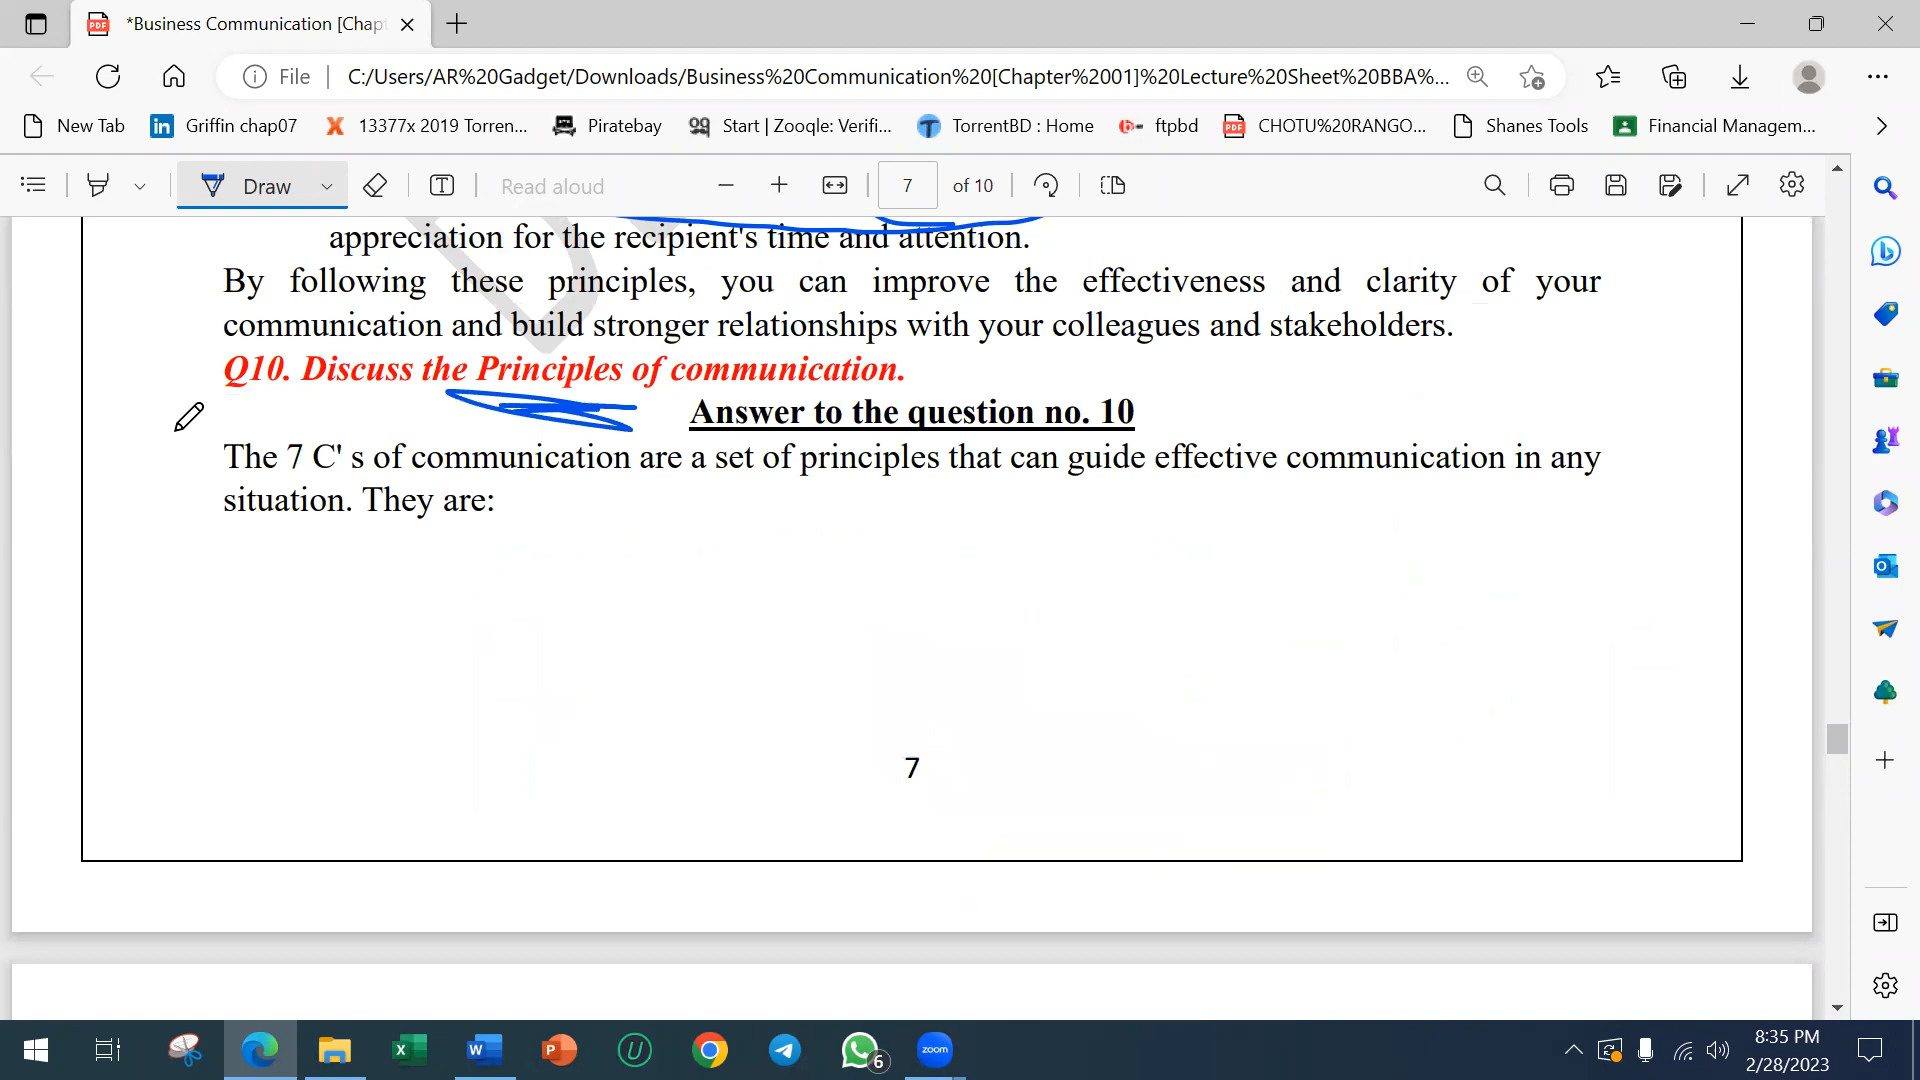 *Business Communication [Chapt
File
C:/Users/AR%20Gadget/Downloads/Business%20Communication%20[Chapter%2001]%20Lecture%20Sheet%20BBA%...
New Tab
Griffin chap07
13377x 2019 Torren...
Piratebay
Start | Zooqle: Verifi...
TorrentBD : Home
ftpbd
CHOTU%20RANGO...
Shanes Tools
Financial Managem...
Draw
Read aloud
7
of 10
appreciation for the recipient's time and attention.
By following these principles, you can improve the effectiveness and clarity of your
communication and build stronger relationships with your colleagues and stakeholders.
Q10. Discuss the Principles of communication.
Answer to the question no. 10
The 7 C' s of communication are a set of principles that can guide effective communication in any
situation. They are:
7
zoom
6
8:35 PM
2/28/2023